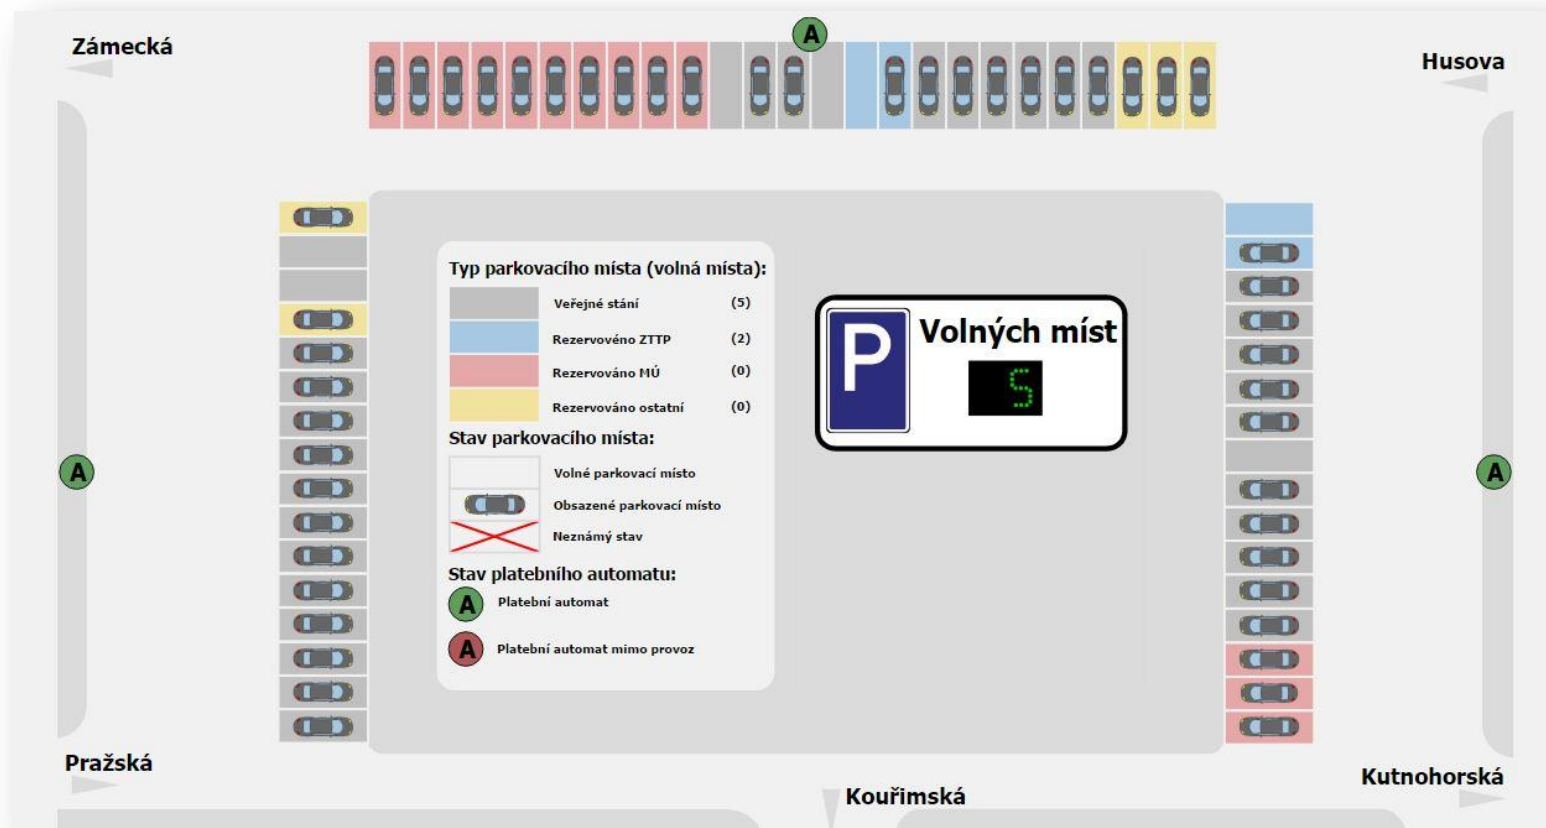 Zámecká
A
Husova
Typ parkovacího místa (volná místa):
Veřejné stání (5)
Rezervovéno ZTTP (2)
Rezervováno MÚ (0)
Rezervováno ostatní (0)
Stav parkovacího místa:
Volné parkovací místo
Obsazené parkovací místo
Neznámý stav
Stav platebního automatu:
A Platební automat
A Platební automat mimo provoz
P Volných míst
5
A
A
Pražská
Kouřimská
Kutnohorská